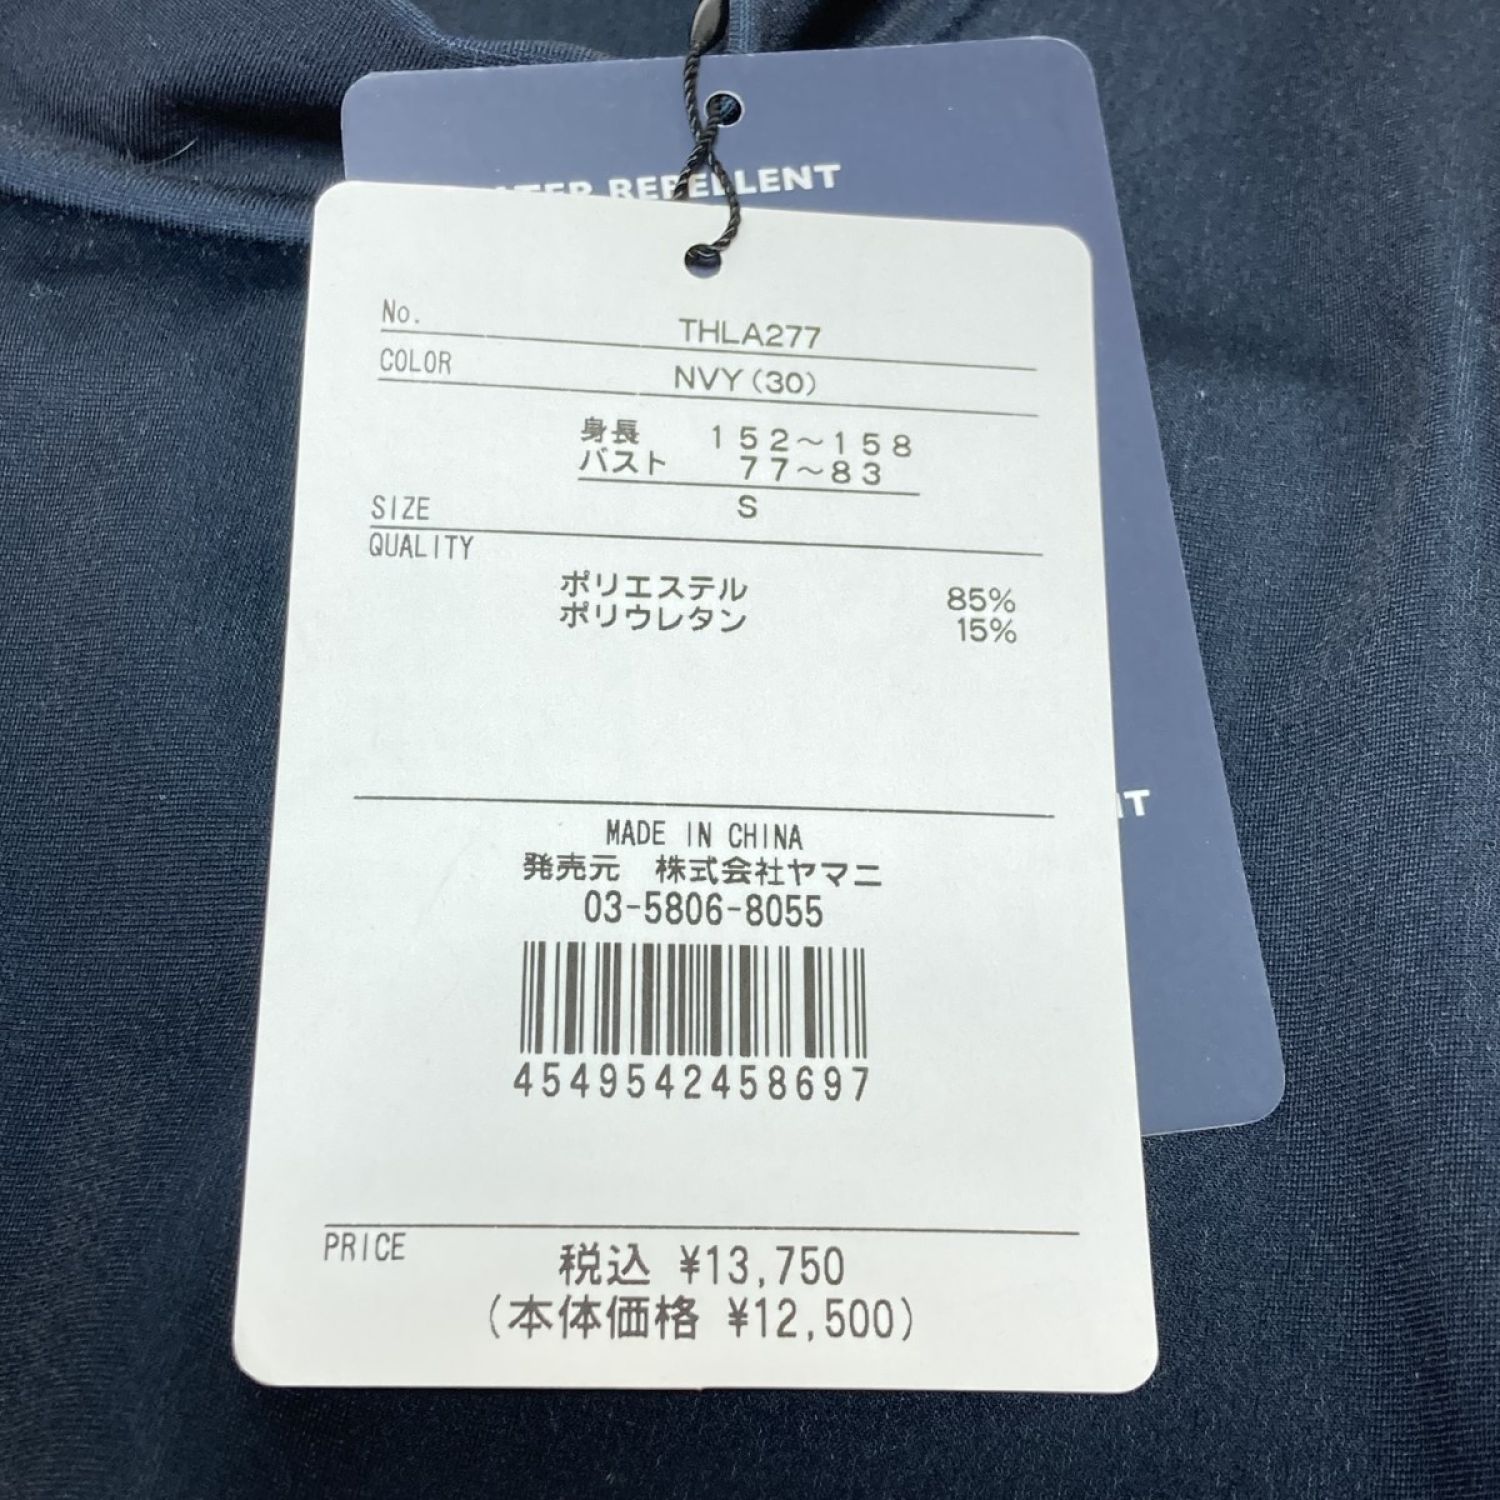 REPELLENT
No. THLA277
COLOR NVY(30)
身長 152~158
バスト 77~83
SIZE S
QUALITY
ポリエステル 85%
ポリウレタン 15%
MADE IN CHINA
発売元 株式会社ヤマニ
03-5806-8055
4549542458697
PRICE 税込 ¥13,750
(本体価格 ¥12,500)